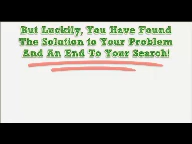 But Luckily, You Have Found
The Solution to Your Problem
And An End To Your Search!